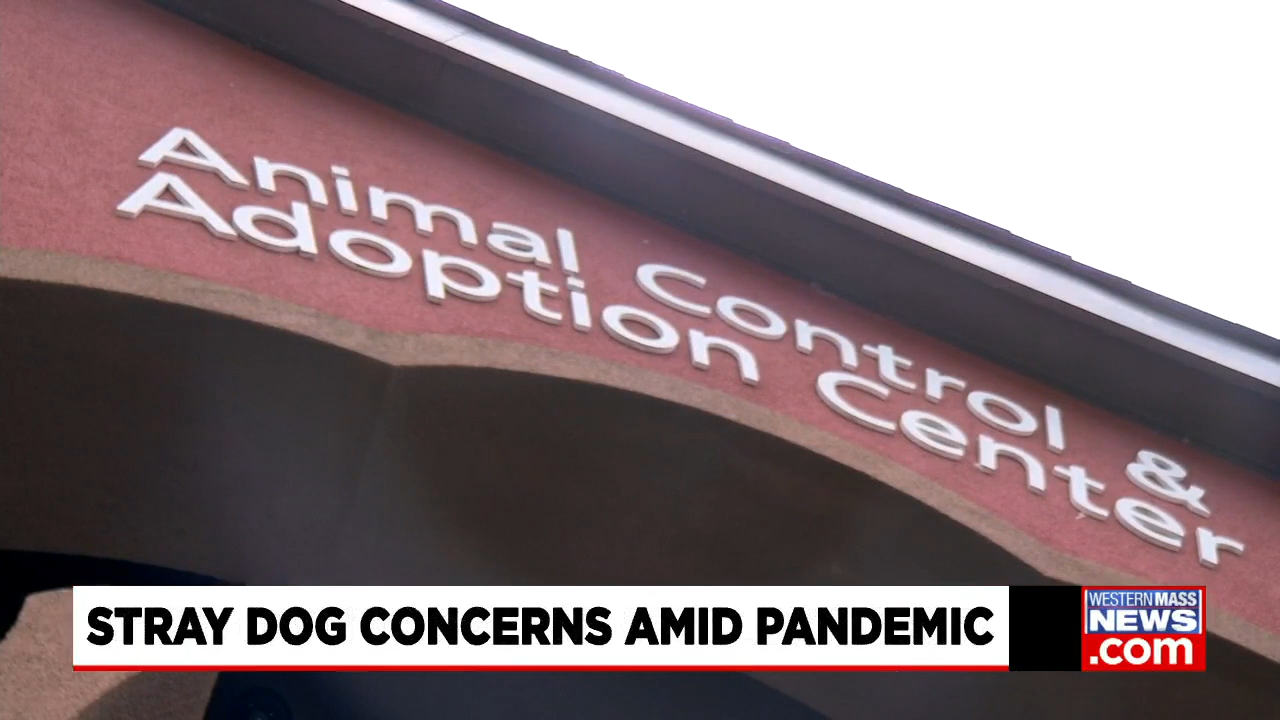 Animal Control &
Adoption Center
STRAY DOG CONCERNS AMID PANDEMIC
WESTERN MASS
NEWS
.com